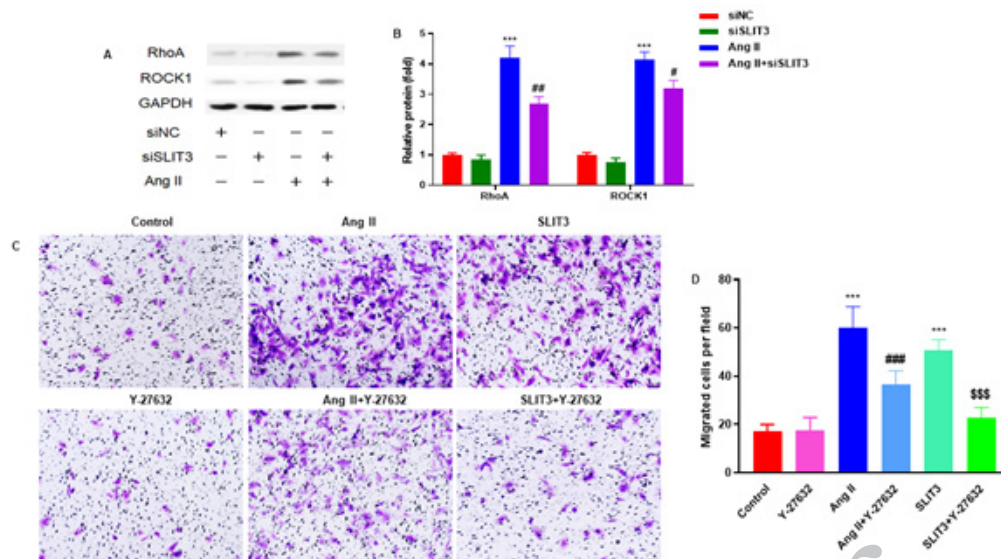 A
RhoA
ROCK1
GAPDH
siNC + − − −
siSLIT3 − + − +
Ang II − − + +
B
siNC
siSLIT3
Ang II
Ang II+siSLIT3
Relative protein (fold)
5
4
3
2
1
0
***
##
***
#
RhoA ROCK1
C
Control Ang II SLIT3
Y-27632 Ang II+Y-27632 SLIT3+Y-27632
D
Migrated cells per field
80
60
40
20
0
***
###
***
$$$
Control
Y-27632
Ang II
Ang II+Y-27632
SLIT3
SLIT3+Y-27632